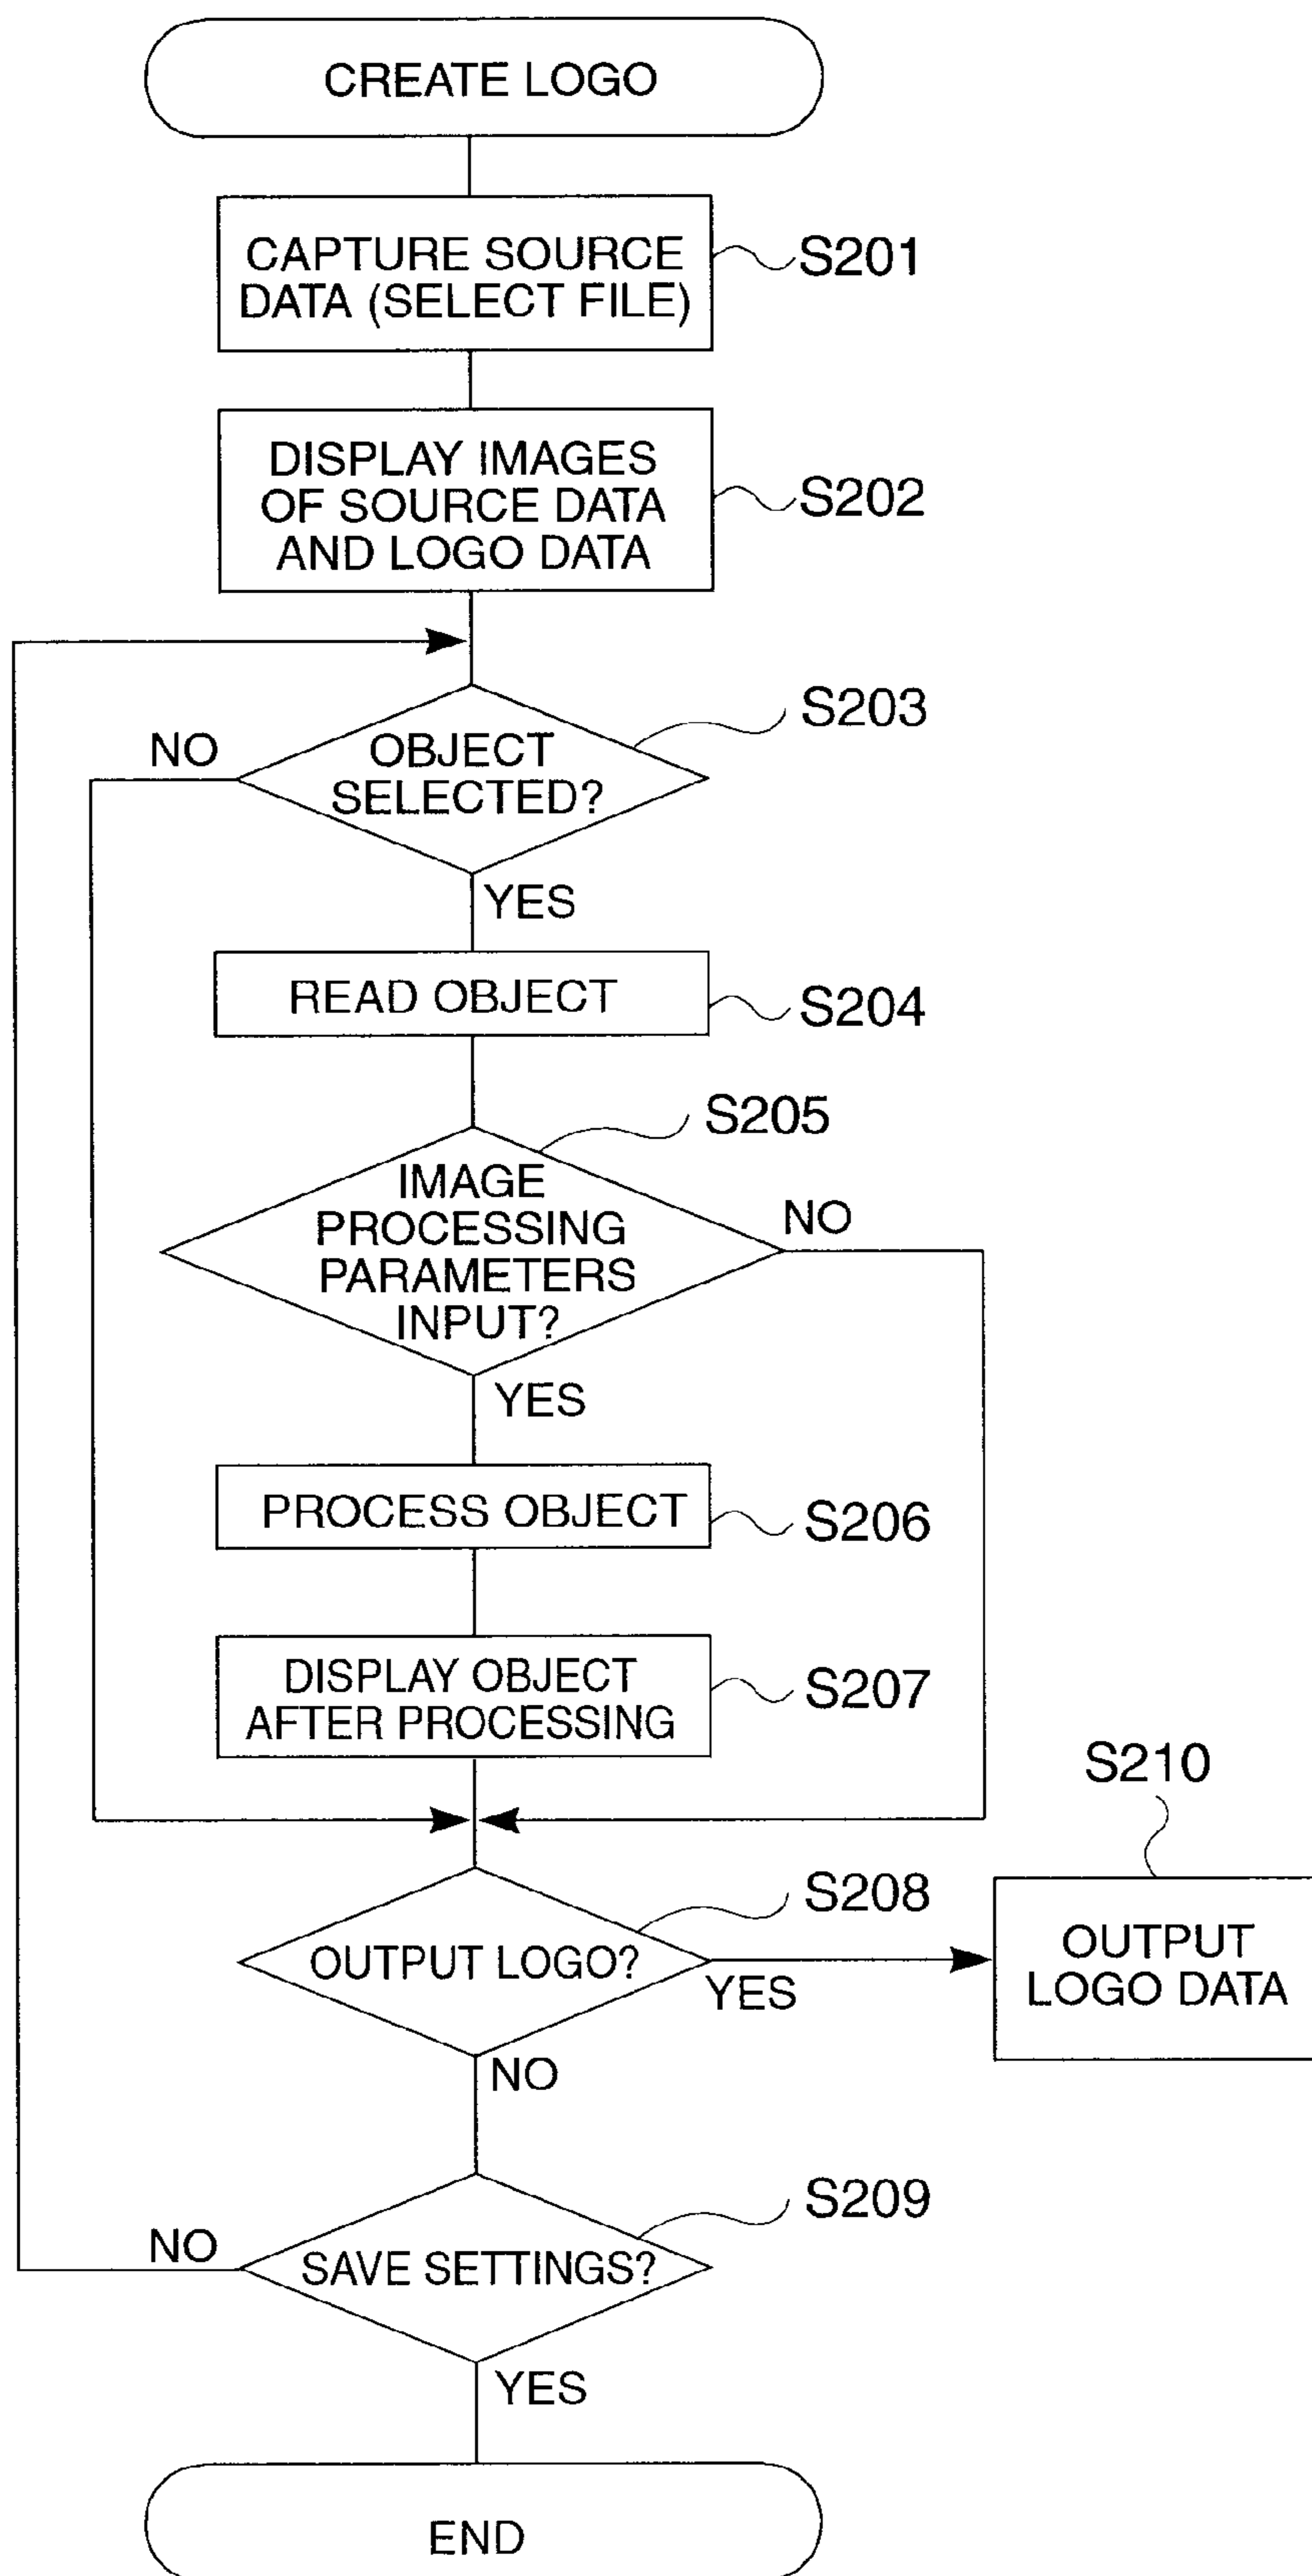 CREATE LOGO
CAPTURE SOURCE
DATA (SELECT FILE)
S201
DISPLAY IMAGES
OF SOURCE DATA
AND LOGO DATA
S202
S203
NO
OBJECT
SELECTED?
YES
READ OBJECT
S204
S205
IMAGE
PROCESSING
PARAMETERS
INPUT?
NO
YES
PROCESS OBJECT
S206
DISPLAY OBJECT
AFTER PROCESSING
S207
S210
S208
OUTPUT LOGO?
YES
OUTPUT
LOGO DATA
NO
S209
NO
SAVE SETTINGS?
YES
END